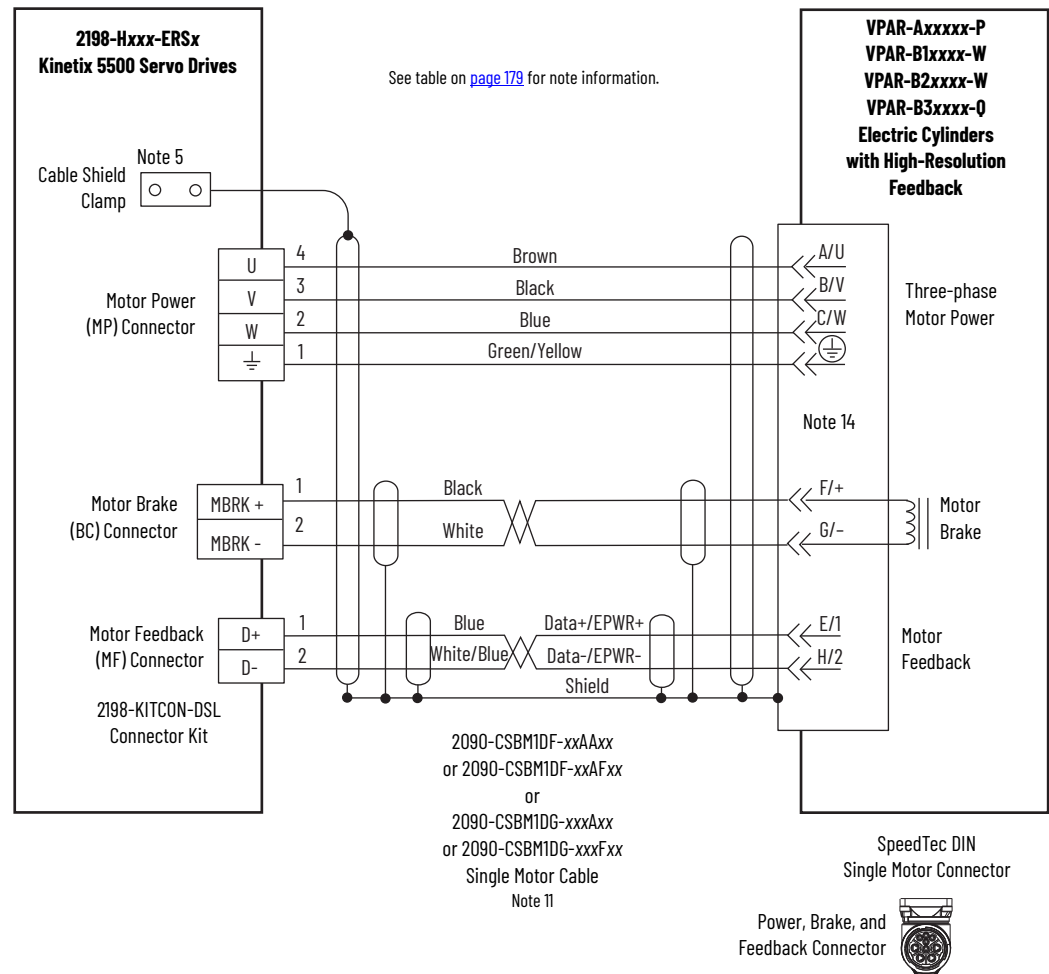 2198-Hxxx-ERSx
Kinetix 5500 Servo Drives
See table on page 179 for note information.
VPAR-Axxxxx-P
VPAR-B1xxxx-W
VPAR-B2xxxx-W
VPAR-B3xxxx-Q
Electric Cylinders
with High-Resolution
Feedback
Note 5
Cable Shield
Clamp
Motor Power
(MP) Connector
U
4
Brown
A/U
V
3
Black
B/V
W
2
Blue
C/W
1
Green/Yellow
Three-phase
Motor Power
Note 14
Motor Brake
(BC) Connector
MBRK +
1
Black
F/+
MBRK -
2
White
G/-
Motor
Brake
Motor Feedback
(MF) Connector
D+
1
Blue
Data+/EPWR+
E/1
D-
2
White/Blue
Data-/EPWR-
H/2
Shield
Motor
Feedback
2198-KITCON-DSL
Connector Kit
2090-CSBM1DF-xxAAxx
or 2090-CSBM1DF-xxAFxx
or
2090-CSBM1DG-xxxAxx
or 2090-CSBM1DG-xxxFxx
Single Motor Cable
Note 11
SpeedTec DIN
Single Motor Connector
Power, Brake, and
Feedback Connector